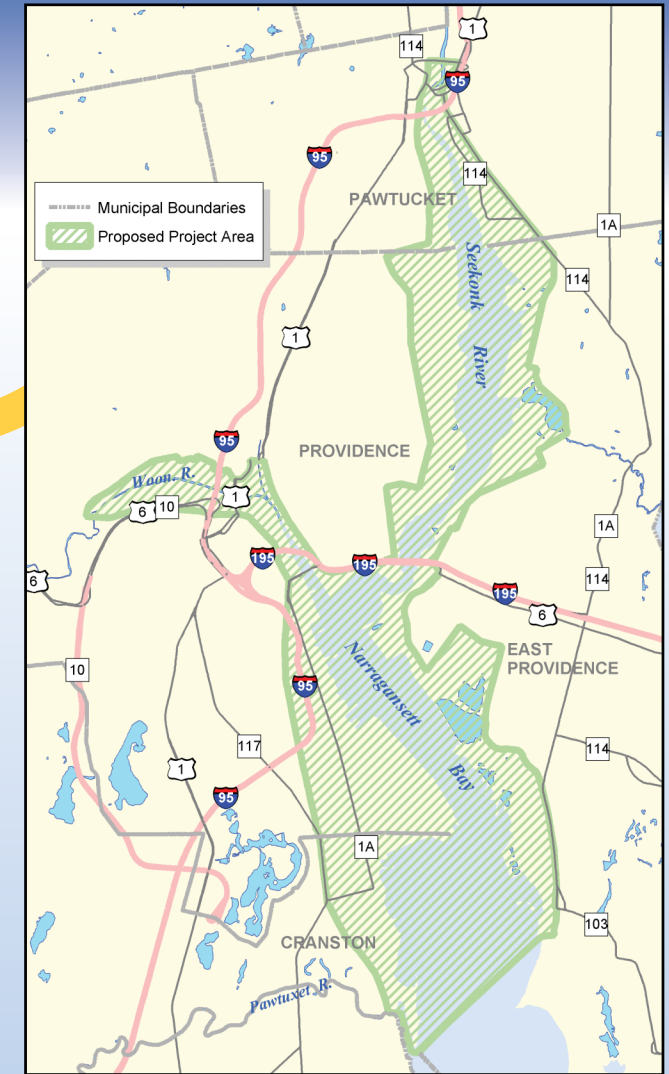 1
114
95
95
114
Municipal Boundaries
Proposed Project Area
PAWTUCKET
1A
Seekonk
River
114
1
95
PROVIDENCE
Woon. R.
1
6
10
1A
195
195
114
6
195
6
EAST
PROVIDENCE
Narragansett
Bay
10
95
117
114
1
95
1A
103
CRANSTON
Pawtuxet R.